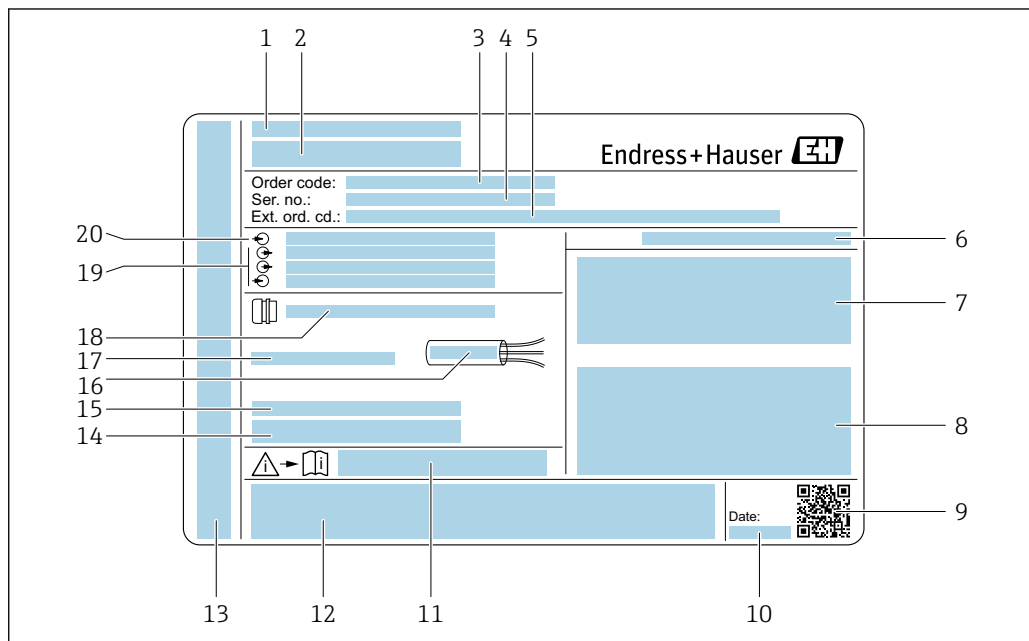 1 2 3 4 5
Endress+Hauser EH
Order code:
Ser. no.:
Ext. ord. cd.:
20
6
19
7
18
17
16
15
14
8
i i
Date:
9
13 12 11 10